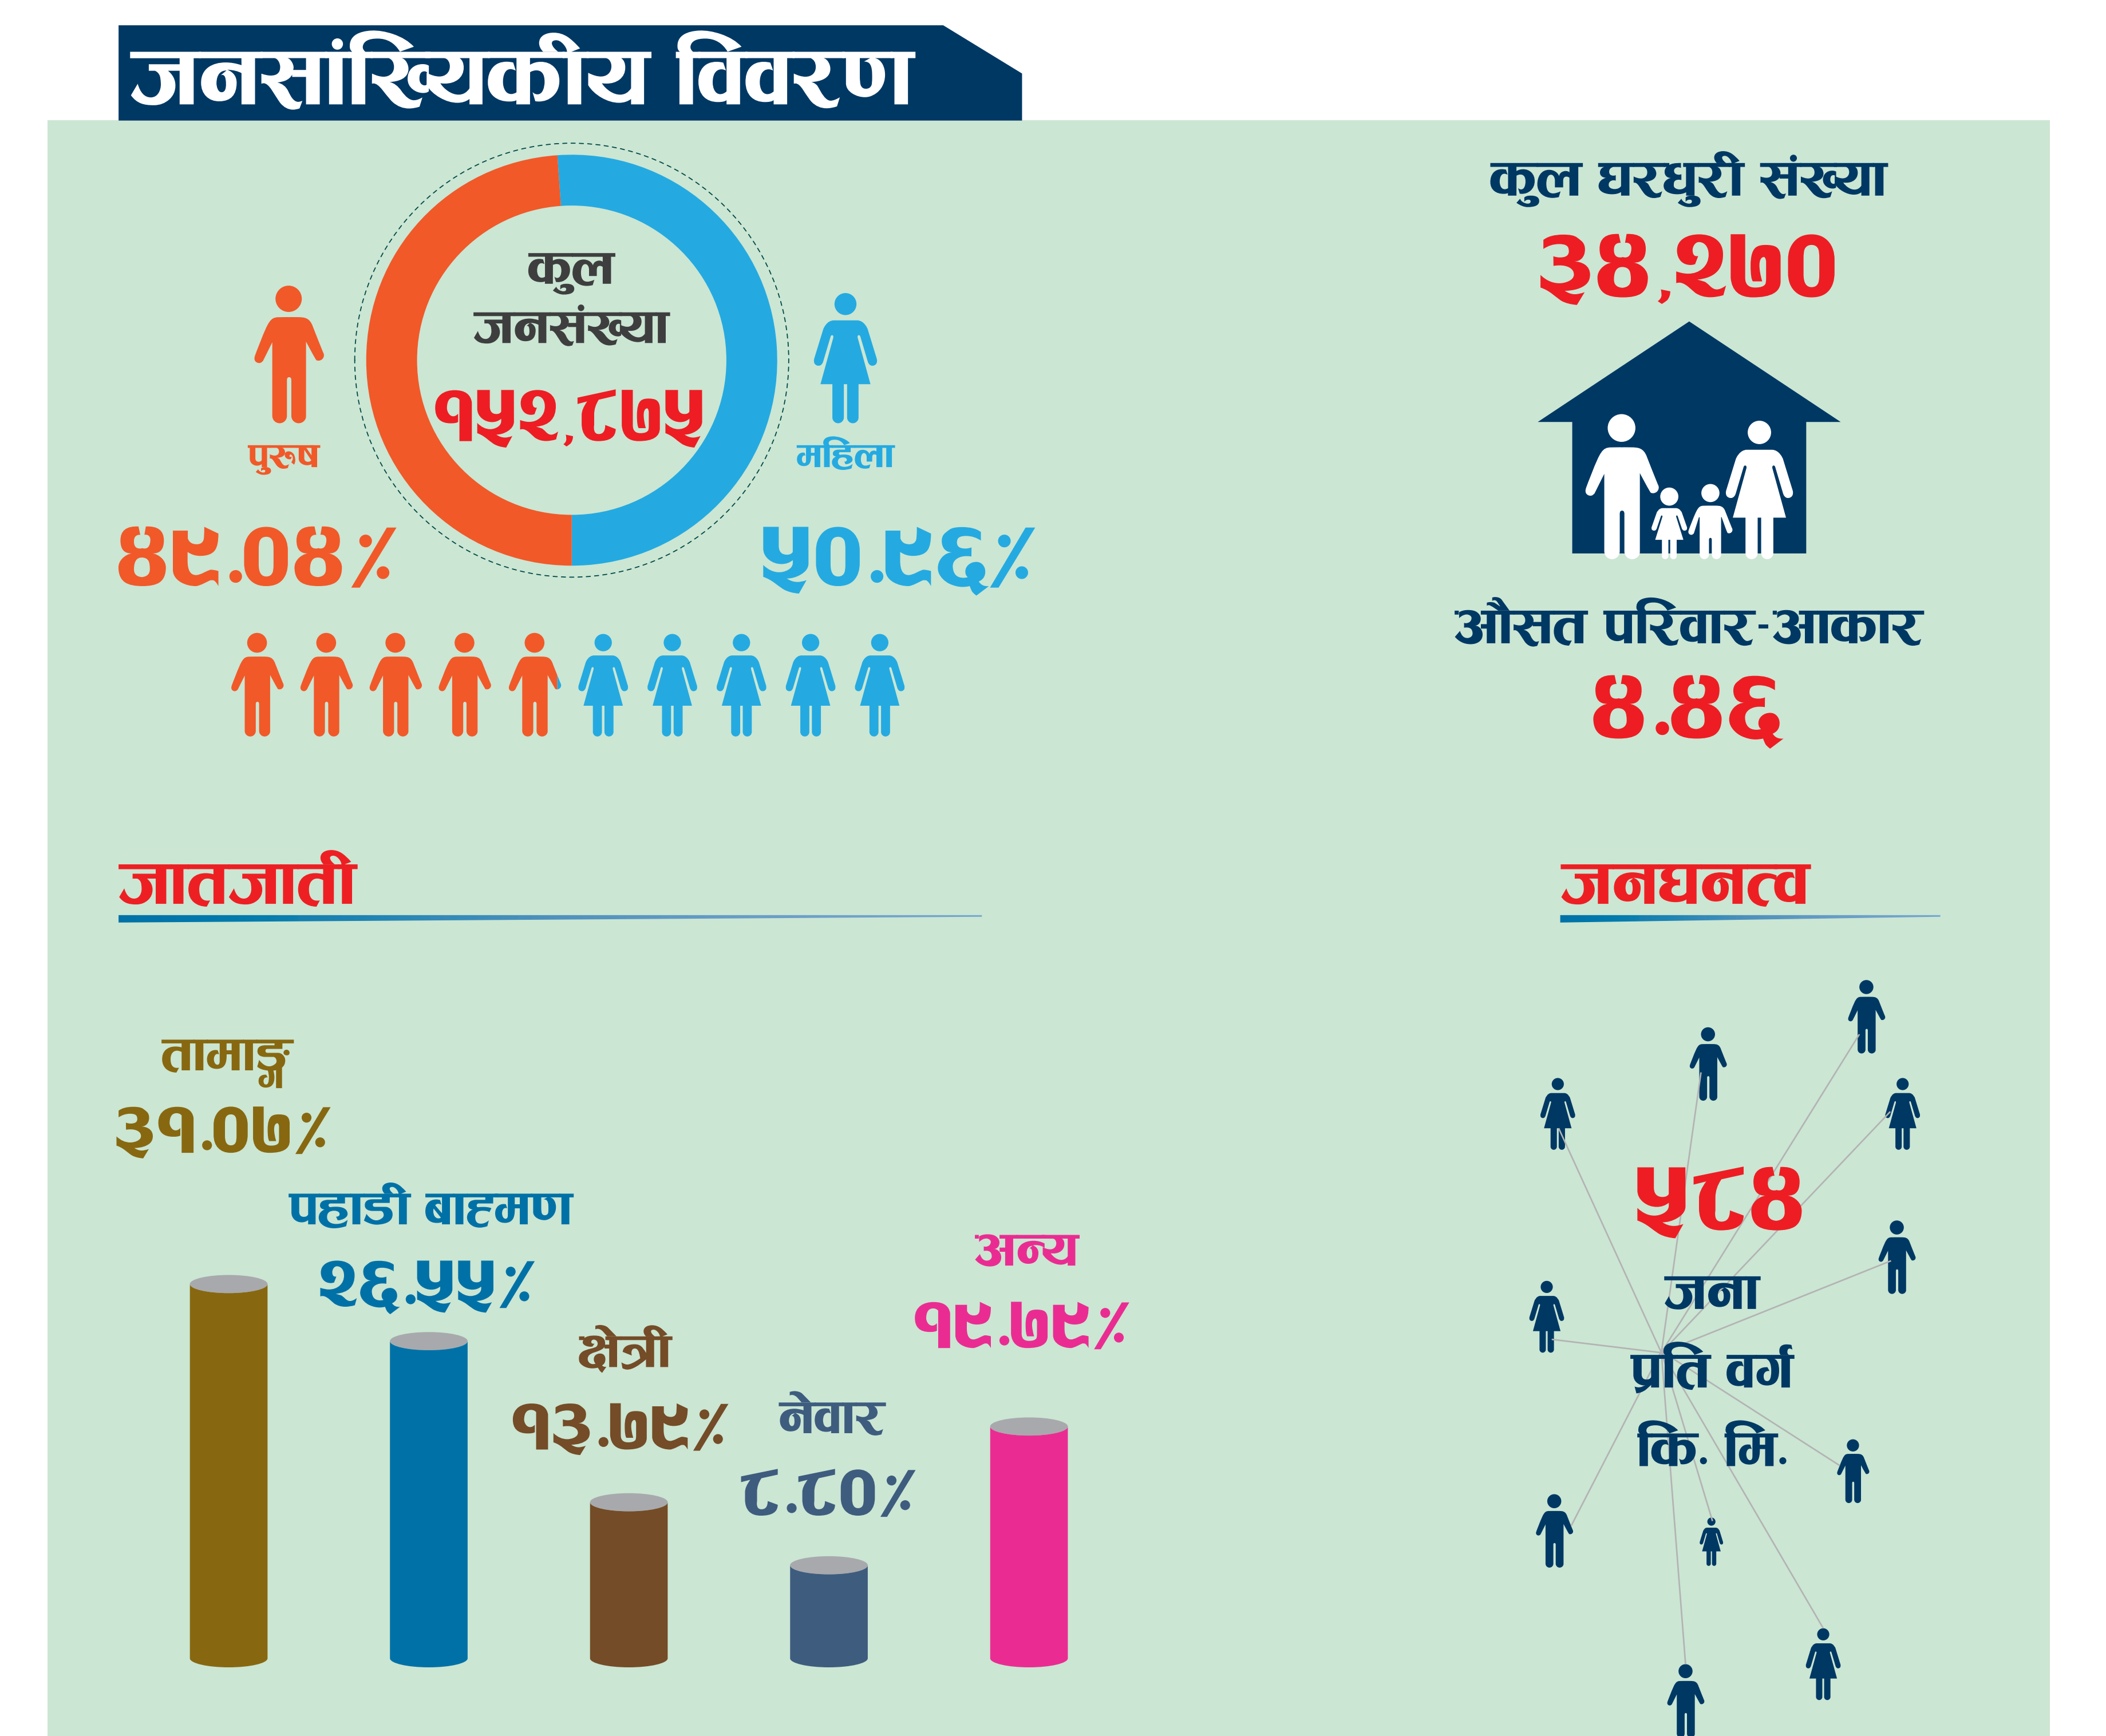 जनसांख्यिकीय विवरण
कुल
जनसंख्या
१५२,८७५
पुरूष
४९.०४%
महिला
५०.९६%
कुल घरधुरी संख्या
३४,२७०
औसत परिवार-आकार
४.४६
जातजाती
तामाङ्ग
३१.०७%
पहाडी बाह्मण
२६.५५%
क्षेत्री
१३.७९%
नेवार
८.८०%
अन्य
१९.७९%
जनघनत्व
५८४
जना
प्रति वर्ग
कि. मि.